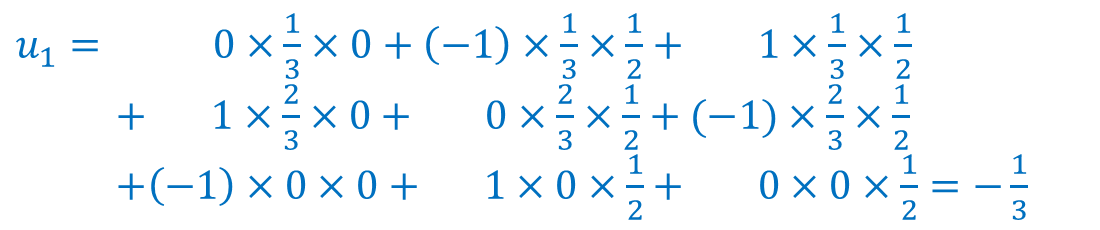 u₁ = 0 × 1/3 × 0 + (−1) × 1/3 × 1/2 + 1 × 1/3 × 1/2
+ 1 × 2/3 × 0 + 0 × 2/3 × 1/2 + (−1) × 2/3 × 1/2
+(−1) × 0 × 0 + 1 × 0 × 1/2 + 0 × 0 × 1/2 = − 1/3